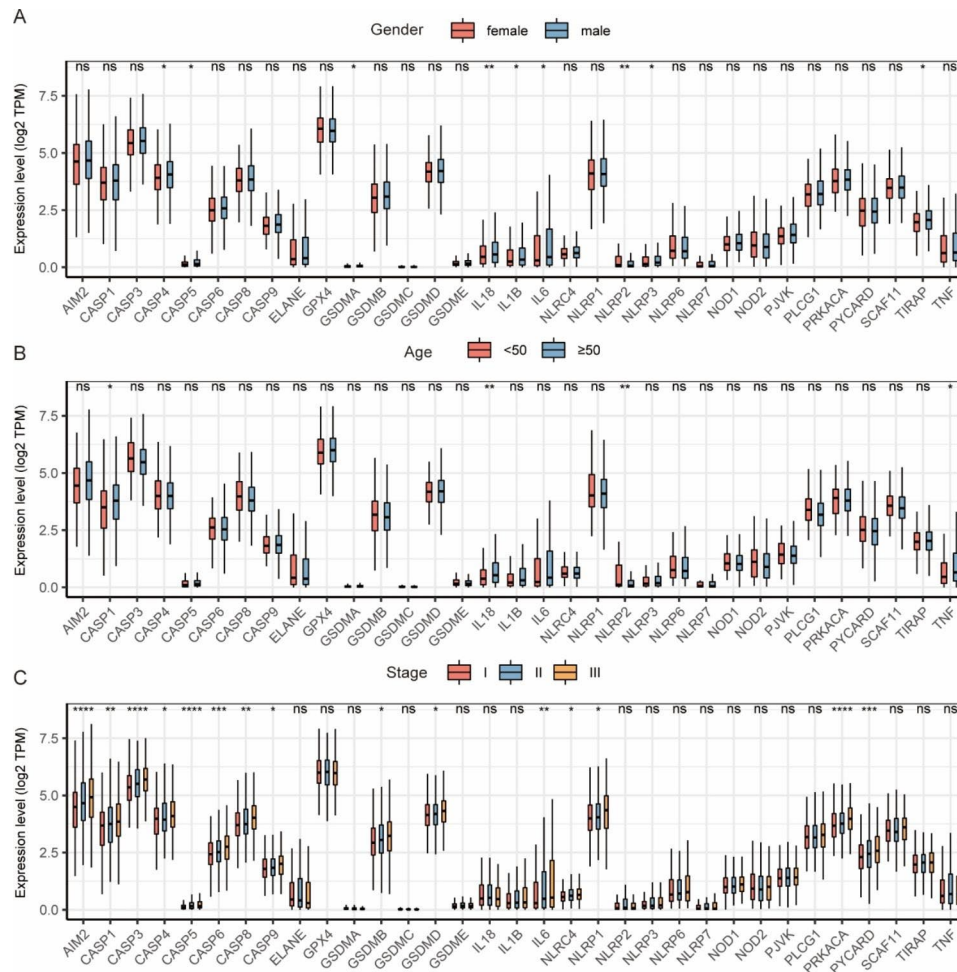 A
Gender female male
ns ns ns * * ns ns ns ns ns * ns ns ns ns ** * * ns ns ** * ns ns ns ns ns ns ns ns ns * ns
Expression level (log2 TPM)
7.5
5.0
2.5
0.0
AIM2 CASP1 CASP3 CASP4 CASP5 CASP6 CASP8 CASP9 ELANE GPX4 GSDMA GSDMB GSDMC GSDMD GSDME IL18 IL1B IL6 NLRC4 NLRP1 NLRP2 NLRP3 NLRP6 NLRP7 NOD1 NOD2 PJVK PLCG1 PRKACA PYCARD SCAF11 TIRAP TNF
B
Age <50 ≥50
ns * ns ns ns ns ns ns ns ns ns ns ns ns ns ** ns * ns ns ** ns ns ns ns ns ns ns ns ns ns ns *
Expression level (log2 TPM)
7.5
5.0
2.5
0.0
AIM2 CASP1 CASP3 CASP4 CASP5 CASP6 CASP8 CASP9 ELANE GPX4 GSDMA GSDMB GSDMC GSDMD GSDME IL18 IL1B IL6 NLRC4 NLRP1 NLRP2 NLRP3 NLRP6 NLRP7 NOD1 NOD2 PJVK PLCG1 PRKACA PYCARD SCAF11 TIRAP TNF
C
Stage I II III
**** ** **** * **** *** ** * ns ns ns * ns * ns ns ns ** * * ns ns ns ns ns ns ns ns **** *** ns ns ns
Expression level (log2 TPM)
7.5
5.0
2.5
0.0
AIM2 CASP1 CASP3 CASP4 CASP5 CASP6 CASP8 CASP9 ELANE GPX4 GSDMA GSDMB GSDMC GSDMD GSDME IL18 IL1B IL6 NLRC4 NLRP1 NLRP2 NLRP3 NLRP6 NLRP7 NOD1 NOD2 PJVK PLCG1 PRKACA PYCARD SCAF11 TIRAP TNF